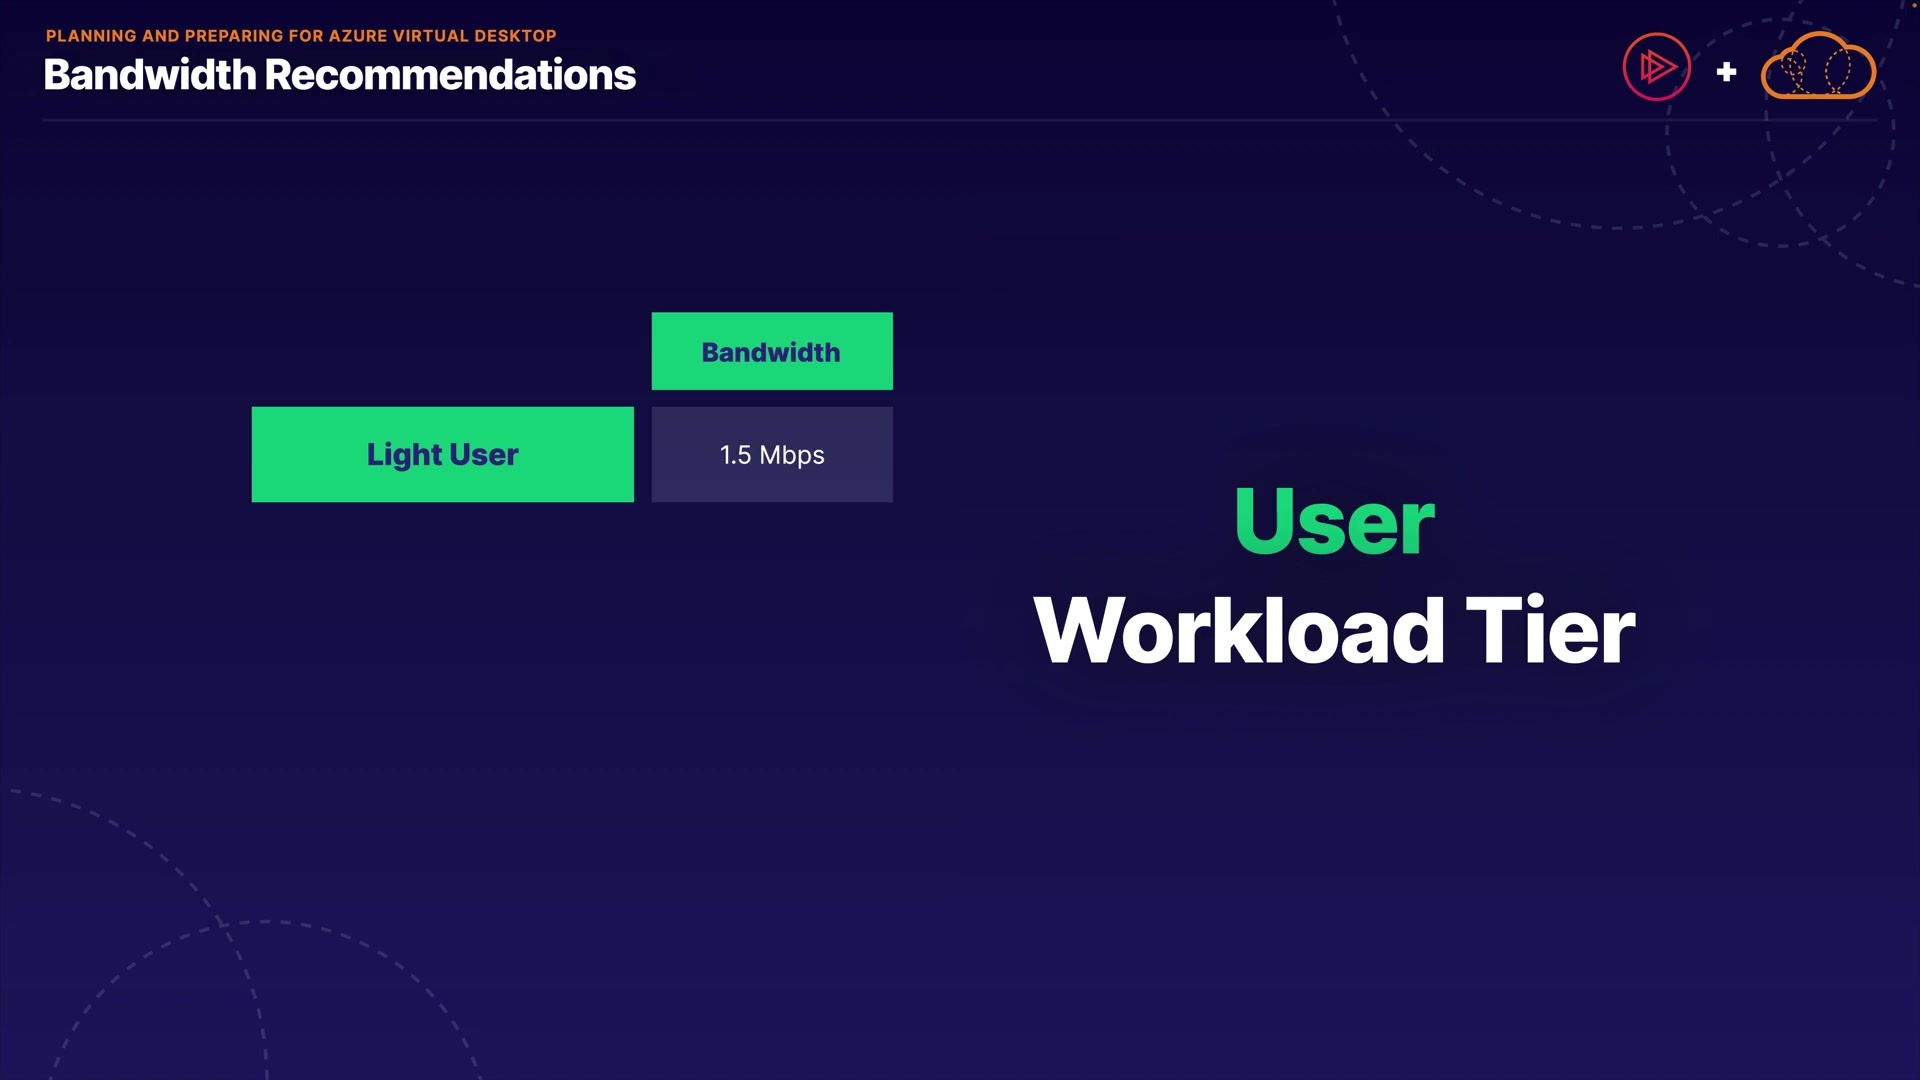 PLANNING AND PREPARING FOR AZURE VIRTUAL DESKTOP
Bandwidth Recommendations
+
Bandwidth
Light User
1.5 Mbps
User
Workload Tier